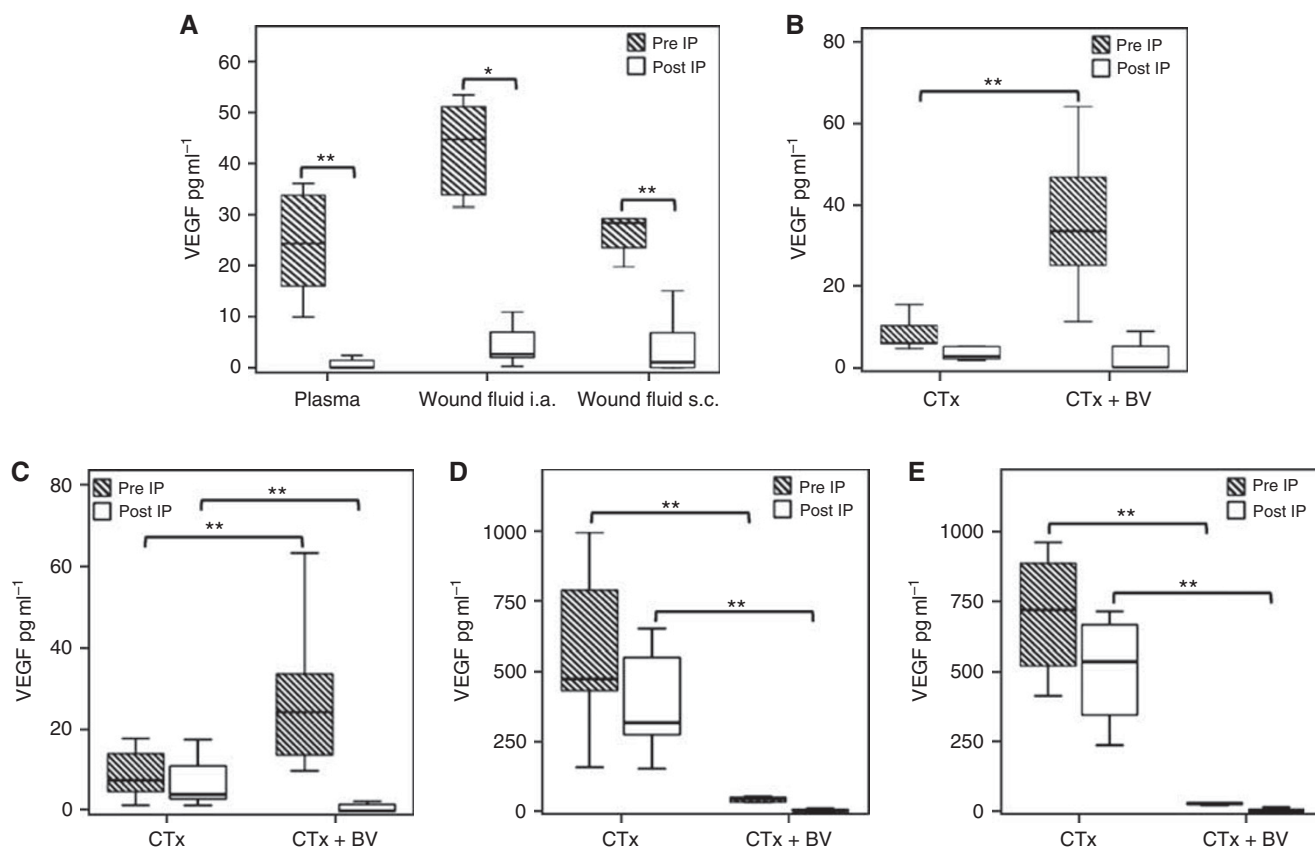 A
VEGF pg ml⁻¹
60
50
40
30
20
10
0
Pre IP
Post IP
**
*
**
Plasma
Wound fluid i.a.
Wound fluid s.c.
B
VEGF pg ml⁻¹
80
60
40
20
0
Pre IP
Post IP
**
CTx
CTx + BV
C
VEGF pg ml⁻¹
80
60
40
20
0
Pre IP
Post IP
**
**
CTx
CTx + BV
D
VEGF pg ml⁻¹
1000
750
500
250
0
Pre IP
Post IP
**
**
CTx
CTx + BV
E
VEGF pg ml⁻¹
1000
750
500
250
0
Pre IP
Post IP
**
**
CTx
CTx + BV